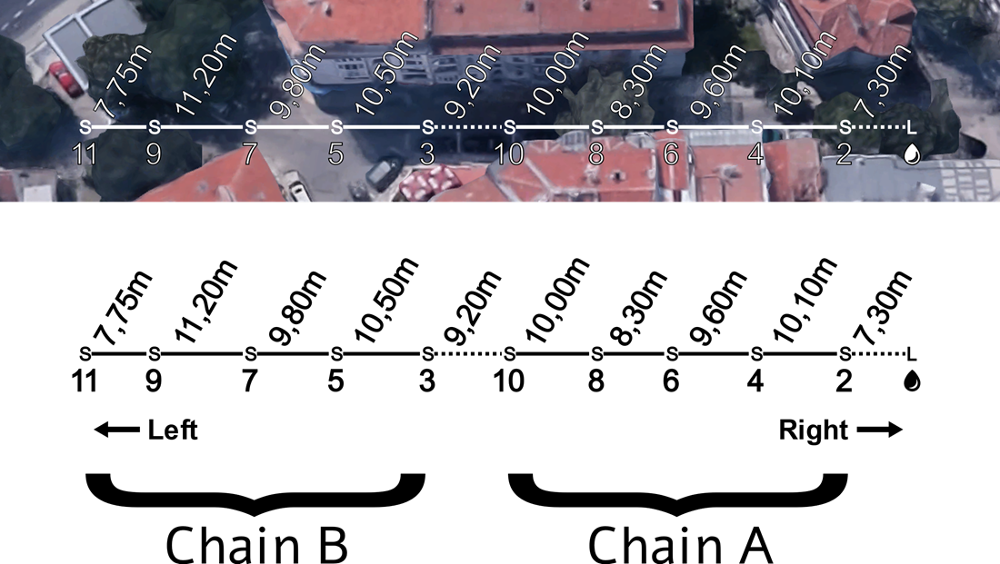 7,75m 11,20m 9,80m 10,50m 9,20m 10,00m 8,30m 9,60m 10,10m 7,30m
S S S S S S S S S S L
11 9 7 5 3 10 8 6 4 2
7,75m 11,20m 9,80m 10,50m 9,20m 10,00m 8,30m 9,60m 10,10m 7,30m
S S S S S S S S S S L
11 9 7 5 3 10 8 6 4 2
Left Right
Chain B Chain A